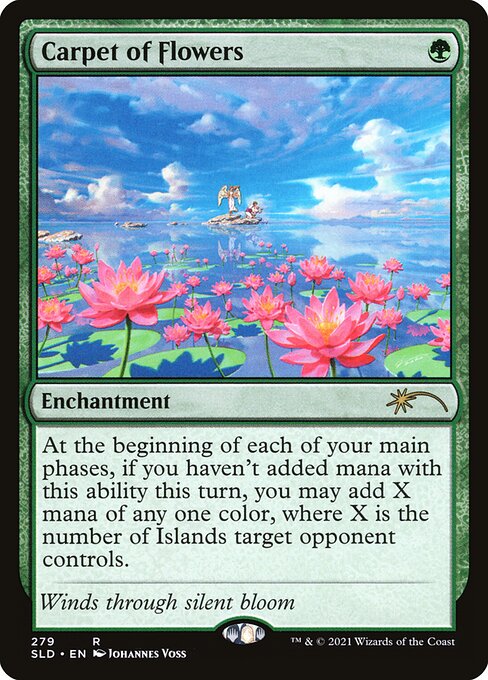 Carpet of Flowers
Enchantment
At the beginning of each of your main
phases, if you haven't added mana with
this ability this turn, you may add X
mana of any one color, where X is the
number of Islands target opponent
controls.
Winds through silent bloom
279 R
SLD • EN Johannes Voss
™ & © 2021 Wizards of the Coast